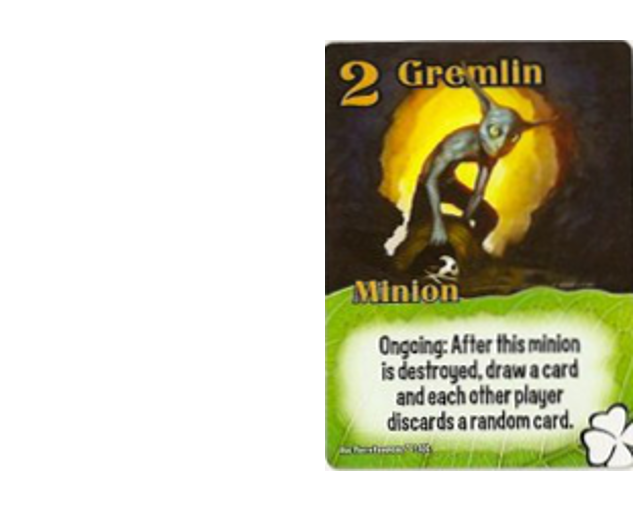 2 Gremlin
Minion
Ongoing: After this minion
is destroyed, draw a card
and each other player
discards a random card.